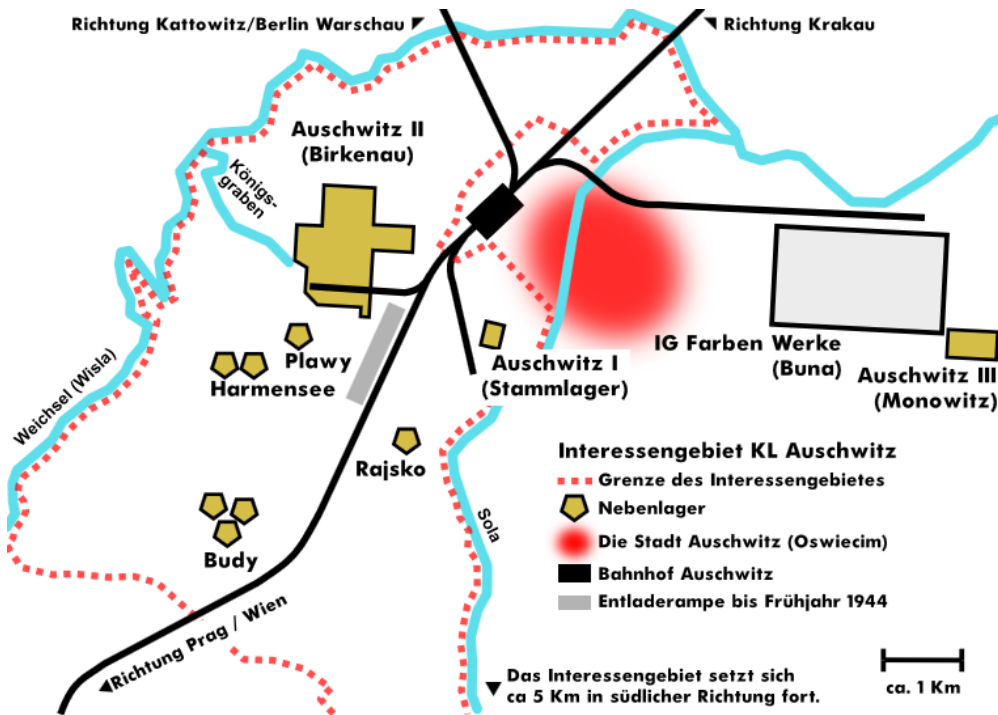 Richtung Kattowitz/Berlin Warschau
Richtung Krakau
Auschwitz II
(Birkenau)
Königs-
graben
Weichsel (Wisla)
Plawy
Harmensee
Auschwitz I
(Stammlager)
IG Farben Werke
(Buna)
Auschwitz III
(Monowitz)
Rajsko
Budy
Sola
Richtung Prag / Wien
Interessengebiet KL Auschwitz
Grenze des Interessengebietes
Nebenlager
Die Stadt Auschwitz (Oswiecim)
Bahnhof Auschwitz
Entladerampe bis Frühjahr 1944
Das Interessengebiet setzt sich
ca 5 Km in südlicher Richtung fort.
ca. 1 Km